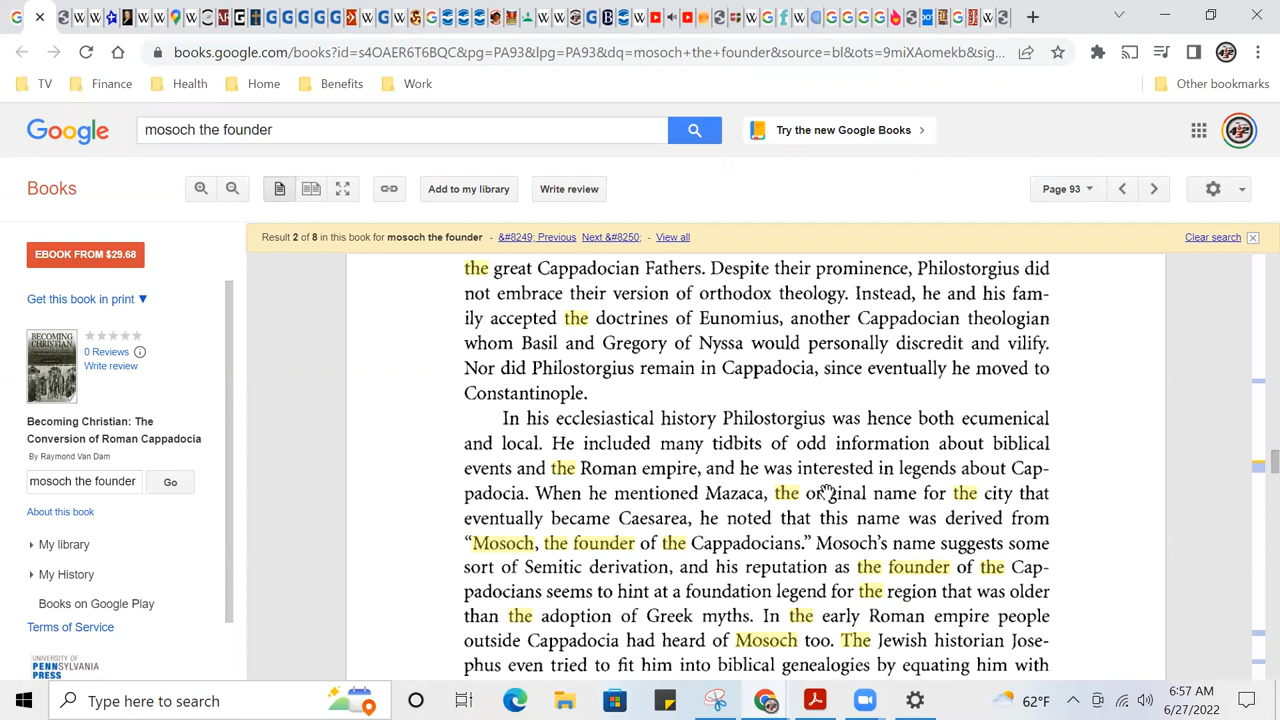 books.google.com/books?id=s4OAER6T6BQC&pg=PA93&lpg=PA93&dq=mosoch+the+founder&source=bl&ots=9miXAomekb&sig...
TV Finance Health Home Benefits Work Other bookmarks
Google mosoch the founder Try the new Google Books
Books Add to my library Write review Page 93
Result 2 of 8 in this book for mosoch the founder - &#8249; Previous Next &#8250; - View all Clear search
EBOOK FROM $29.68
Get this book in print ▼
BECOMING
CHRISTIAN
0 Reviews
Write review
Becoming Christian: The
Conversion of Roman Cappadocia
By Raymond Van Dam
mosoch the founder Go
About this book
My library
My History
Books on Google Play
Terms of Service
UNIVERSITY OF
PENNSYLVANIA
PRESS
the great Cappadocian Fathers. Despite their prominence, Philostorgius did
not embrace their version of orthodox theology. Instead, he and his fam-
ily accepted the doctrines of Eunomius, another Cappadocian theologian
whom Basil and Gregory of Nyssa would personally discredit and vilify.
Nor did Philostorgius remain in Cappadocia, since eventually he moved to
Constantinople.
In his ecclesiastical history Philostorgius was hence both ecumenical
and local. He included many tidbits of odd information about biblical
events and the Roman empire, and he was interested in legends about Cap-
padocia. When he mentioned Mazaca, the original name for the city that
eventually became Caesarea, he noted that this name was derived from
“Mosoch, the founder of the Cappadocians.” Mosoch’s name suggests some
sort of Semitic derivation, and his reputation as the founder of the Cap-
padocians seems to hint at a foundation legend for the region that was older
than the adoption of Greek myths. In the early Roman empire people
outside Cappadocia had heard of Mosoch too. The Jewish historian Jose-
phus even tried to fit him into biblical genealogies by equating him with
Type here to search
62°F
6:57 AM
6/27/2022